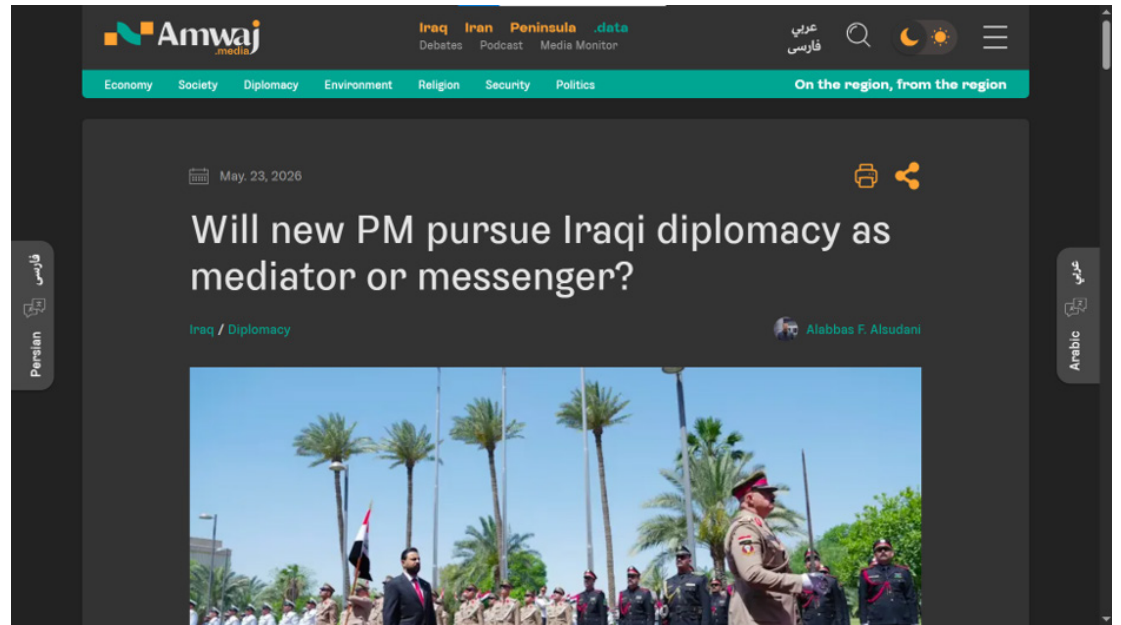 Amwaj
.media
Iraq Iran Peninsula .data
Debates Podcast Media Monitor
عربي
فارسی
Economy Society Diplomacy Environment Religion Security Politics
On the region, from the region
May. 23, 2026
Will new PM pursue Iraqi diplomacy as
mediator or messenger?
Iraq / Diplomacy
Alabbas F. Alsudani
فارسی
Persian
عربي
Arabic